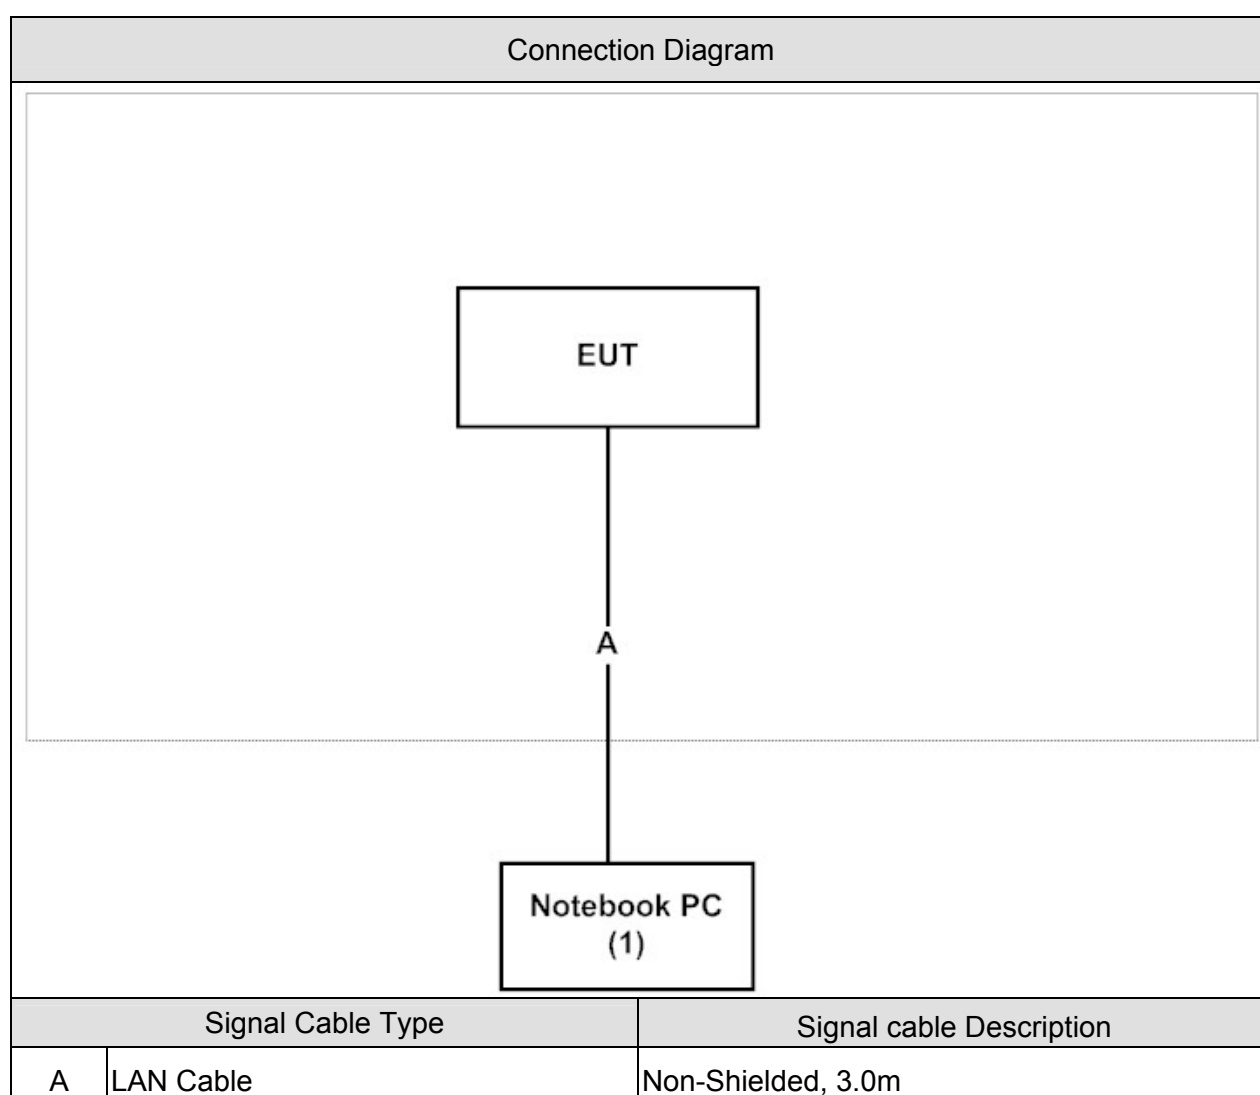 Connection Diagram
EUT
A
Notebook PC
(1)
Signal Cable Type Signal cable Description
A LAN Cable Non-Shielded, 3.0m